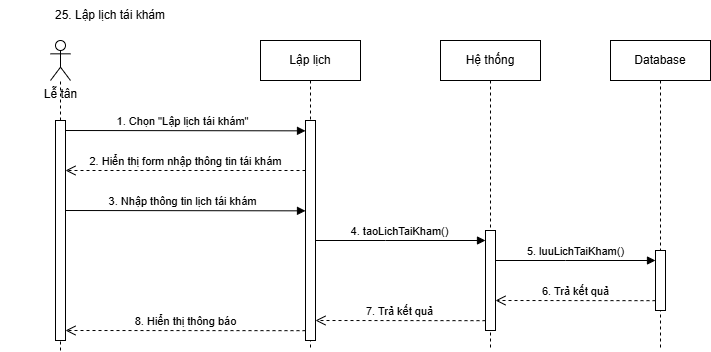 25. Lập lịch tái khám
Lễ tân
Lập lịch
Hệ thống
Database
1. Chọn "Lập lịch tái khám"
2. Hiển thị form nhập thông tin tái khám
3. Nhập thông tin lịch tái khám
4. taoLichTaiKham()
5. luuLichTaiKham()
6. Trả kết quả
7. Trả kết quả
8. Hiển thị thông báo